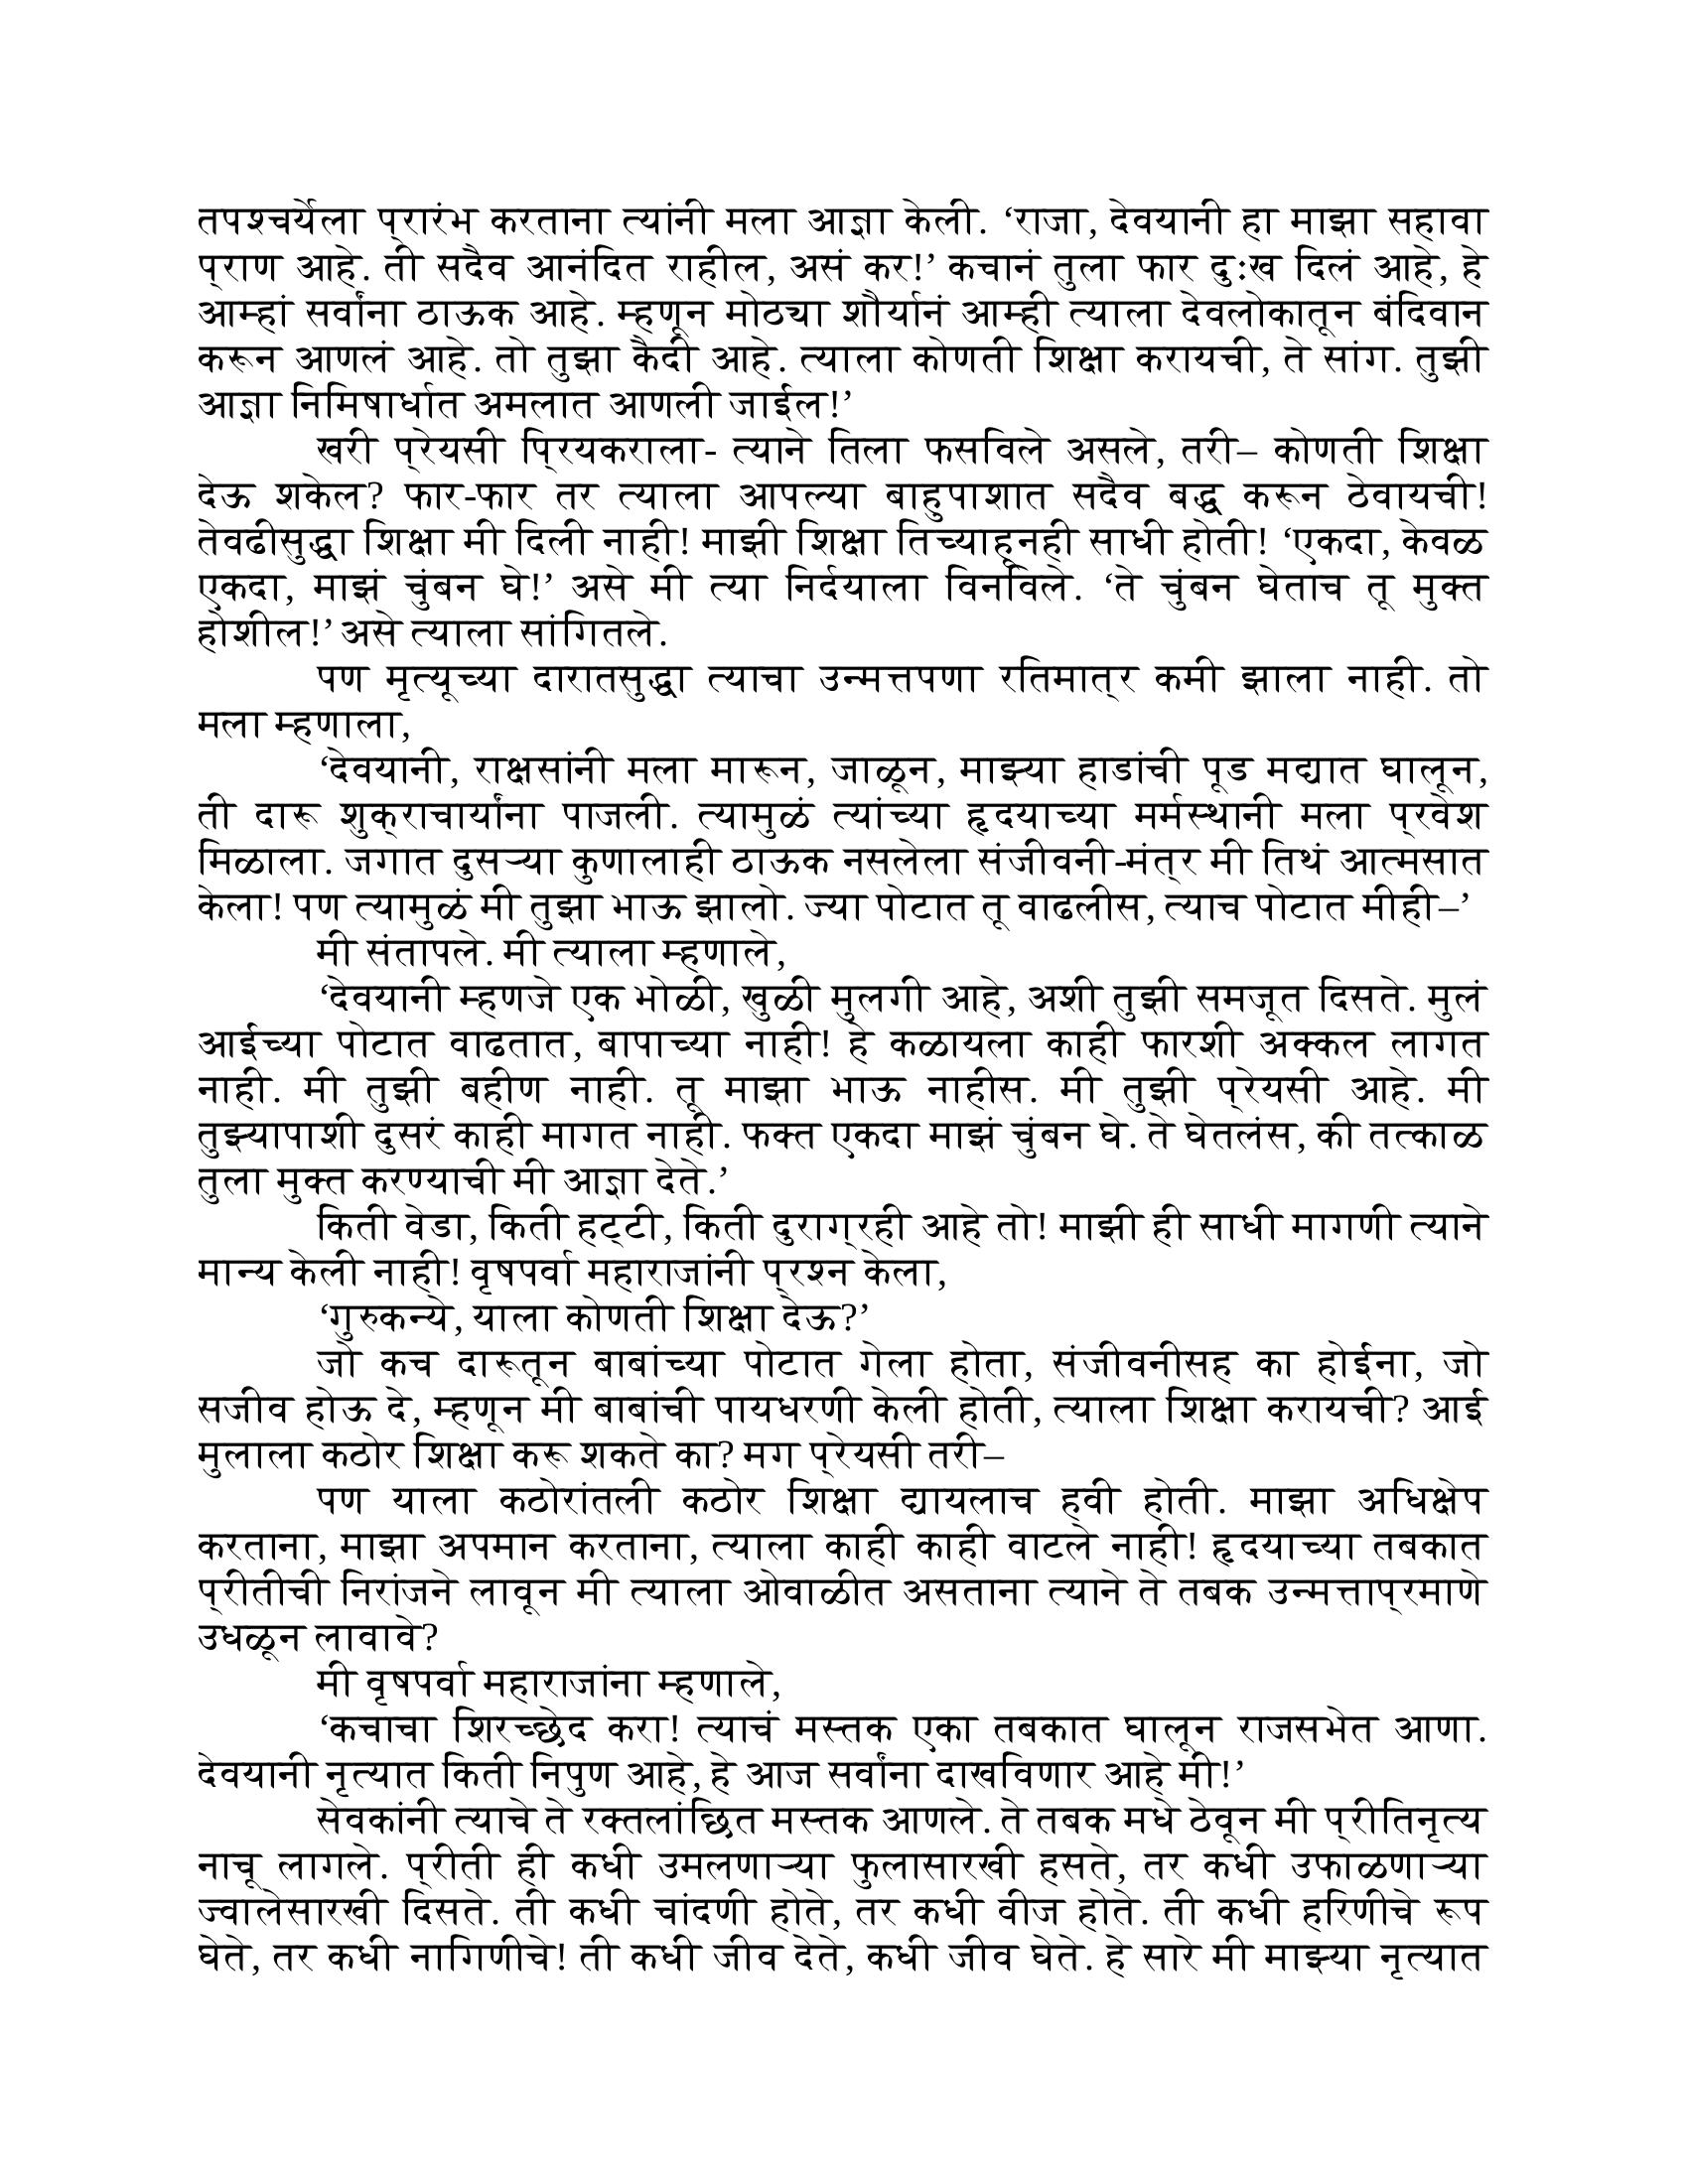 तपश्चर्येला प्रारंभ करताना त्यांनी मला आज्ञा केली. ‘राजा, देवयानी हा माझा सहावा
प्राण आहे. ती सदैव आनंदित राहील, असं कर!’ कचानं तुला फार दुःख दिलं आहे, हे
आम्हां सर्वांना ठाऊक आहे. म्हणून मोठ्या शौर्यानं आम्ही त्याला देवलोकातून बंदिवान
करून आणलं आहे. तो तुझा कैदी आहे. त्याला कोणती शिक्षा करायची, ते सांग. तुझी
आज्ञा निमिषार्धात अमलात आणली जाईल!’
खरी प्रेयसी प्रियकराला- त्याने तिला फसविले असले, तरी– कोणती शिक्षा
देऊ शकेल? फार-फार तर त्याला आपल्या बाहुपाशात सदैव बद्ध करून ठेवायची!
तेवढीसुद्धा शिक्षा मी दिली नाही! माझी शिक्षा तिच्याहूनही साधी होती! ‘एकदा, केवळ
एकदा, माझं चुंबन घे!’ असे मी त्या निर्दयाला विनविले. ‘ते चुंबन घेताच तू मुक्त
होशील!’ असे त्याला सांगितले.
पण मृत्यूच्या दारातसुद्धा त्याचा उन्मत्तपणा रतिमात्र कमी झाला नाही. तो
मला म्हणाला,
‘देवयानी, राक्षसांनी मला मारून, जाळून, माझ्या हाडांची पूड मद्यात घालून,
ती दारू शुक्राचार्यांना पाजली. त्यामुळं त्यांच्या हृदयाच्या मर्मस्थानी मला प्रवेश
मिळाला. जगात दुसऱ्या कुणालाही ठाऊक नसलेला संजीवनी-मंत्र मी तिथं आत्मसात
केला! पण त्यामुळं मी तुझा भाऊ झालो. ज्या पोटात तू वाढलीस, त्याच पोटात मीही–’
मी संतापले. मी त्याला म्हणाले,
‘देवयानी म्हणजे एक भोळी, खुळी मुलगी आहे, अशी तुझी समजूत दिसते. मुलं
आईच्या पोटात वाढतात, बापाच्या नाही! हे कळायला काही फारशी अक्कल लागत
नाही. मी तुझी बहीण नाही. तू माझा भाऊ नाहीस. मी तुझी प्रेयसी आहे. मी
तुझ्यापाशी दुसरं काही मागत नाही. फक्त एकदा माझं चुंबन घे. ते घेतलंस, की तत्काळ
तुला मुक्त करण्याची मी आज्ञा देते.’
किती वेडा, किती हट्टी, किती दुराग्रही आहे तो! माझी ही साधी मागणी त्याने
मान्य केली नाही! वृषपर्वा महाराजांनी प्रश्न केला,
‘गुरुकन्ये, याला कोणती शिक्षा देऊ?’
जो कच दारूतून बाबांच्या पोटात गेला होता, संजीवनीसह का होईना, जो
सजीव होऊ दे, म्हणून मी बाबांची पायधरणी केली होती, त्याला शिक्षा करायची? आई
मुलाला कठोर शिक्षा करू शकते का? मग प्रेयसी तरी–
पण याला कठोरांतली कठोर शिक्षा द्यायलाच हवी होती. माझा अधिक्षेप
करताना, माझा अपमान करताना, त्याला काही काही वाटले नाही! हृदयाच्या तबकात
प्रीतीची निरांजने लावून मी त्याला ओवाळीत असताना त्याने ते तबक उन्मत्ताप्रमाणे
उधळून लावावे?
मी वृषपर्वा महाराजांना म्हणाले,
‘कचाचा शिरच्छेद करा! त्याचं मस्तक एका तबकात घालून राजसभेत आणा.
देवयानी नृत्यात किती निपुण आहे, हे आज सर्वांना दाखविणार आहे मी!’
सेवकांनी त्याचे ते रक्तलांछित मस्तक आणले. ते तबक मधे ठेवून मी प्रीतिनृत्य
नाचू लागले. प्रीती ही कधी उमलणाऱ्या फुलासारखी हसते, तर कधी उफाळणाऱ्या
ज्वालेसारखी दिसते. ती कधी चांदणी होते, तर कधी वीज होते. ती कधी हरिणीचे रूप
घेते, तर कधी नागिणीचे! ती कधी जीव देते, कधी जीव घेते. हे सारे मी माझ्या नृत्यात